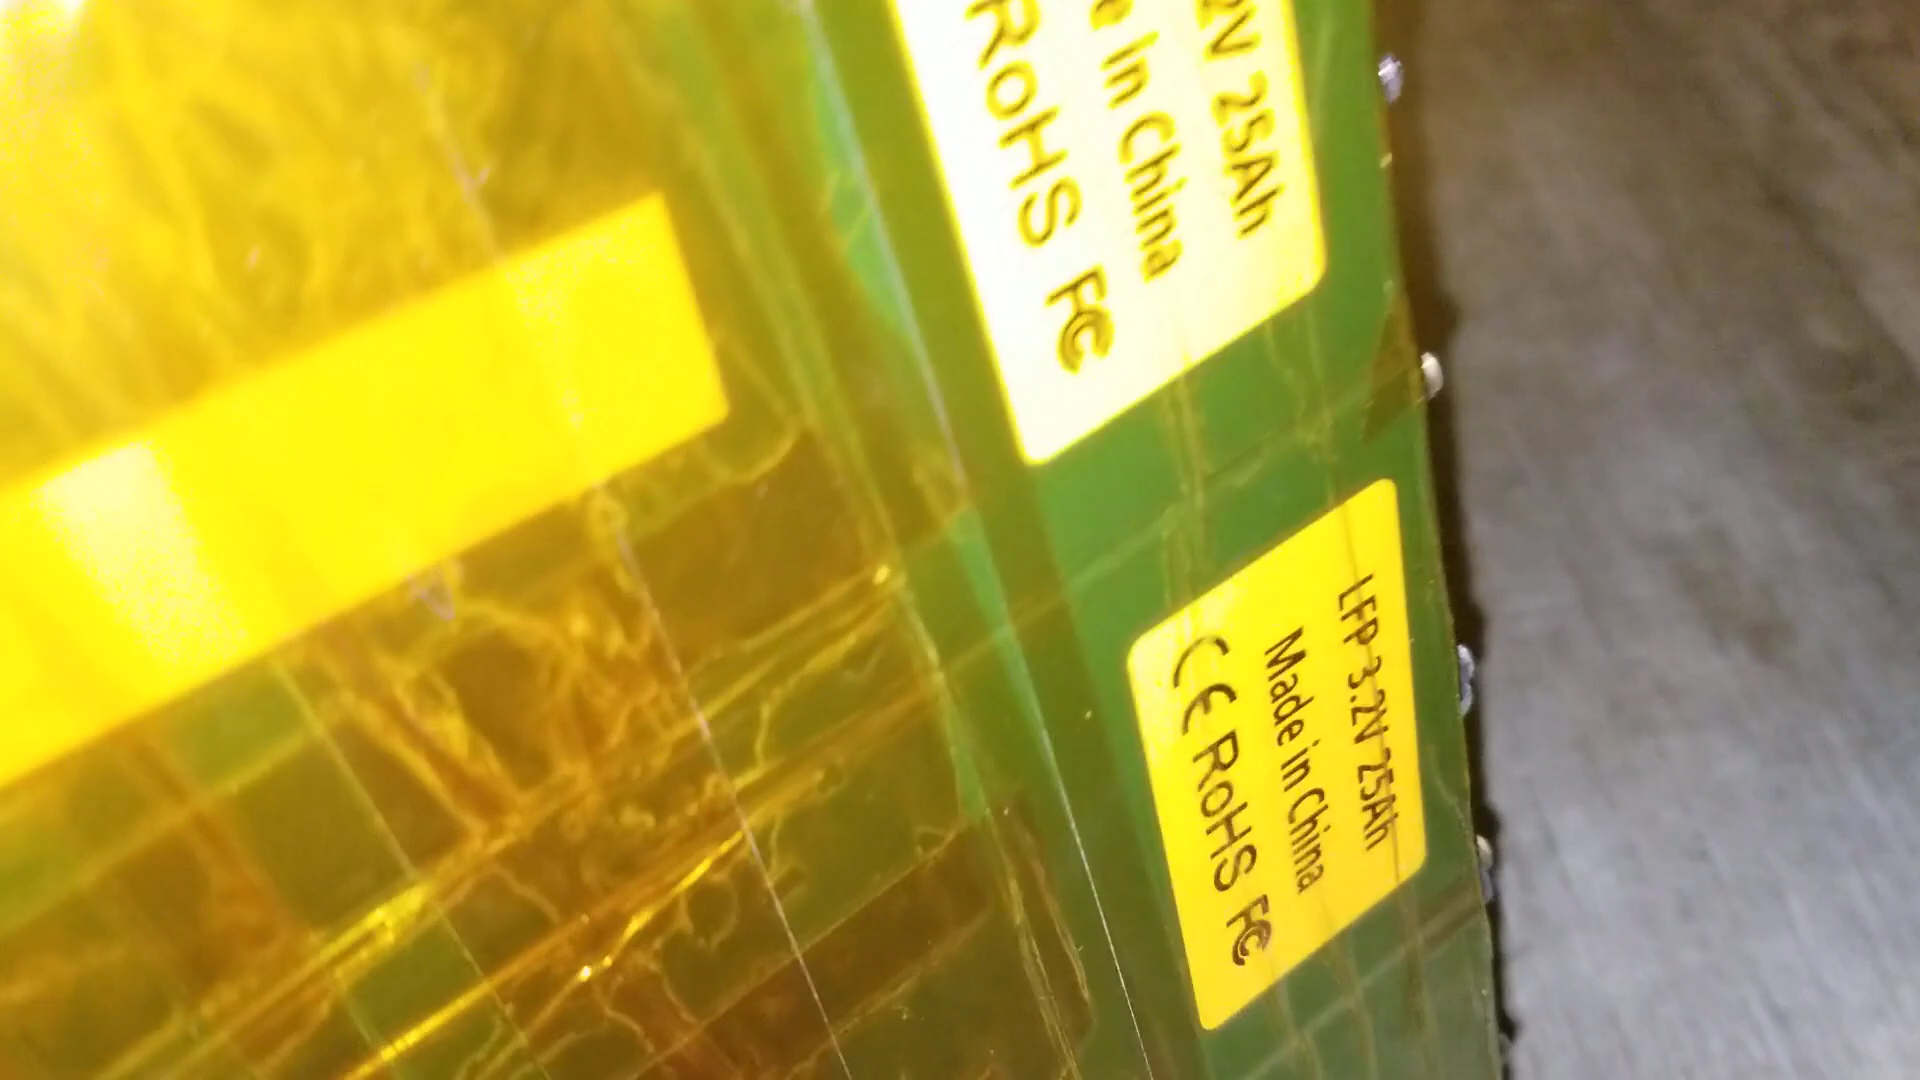 2V 25Ah
e in China
RoHS FC
LFP 3.2V 25Ah
Made in China
CE RoHS FC